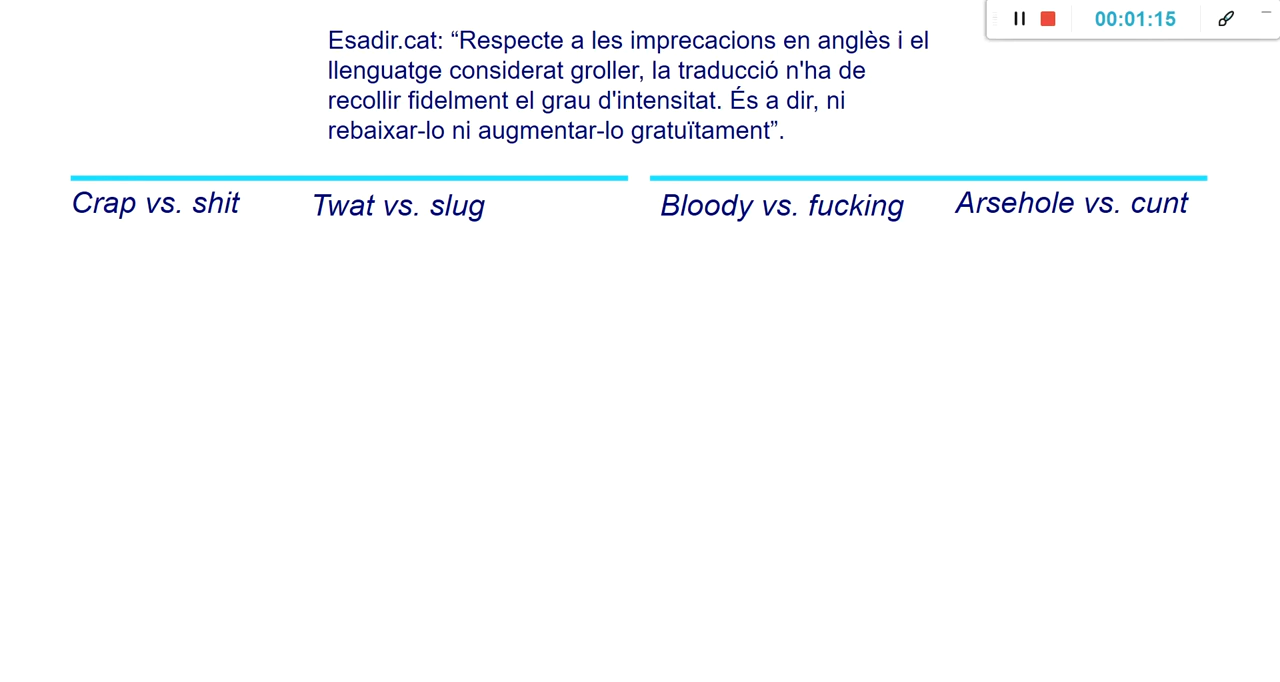 00:01:15
Esadir.cat: “Respecte a les imprecacions en anglès i el
llenguatge considerat groller, la traducció n'ha de
recollir fidelment el grau d'intensitat. És a dir, ni
rebaixar-lo ni augmentar-lo gratuïtament”.
Crap vs. shit
Twat vs. slug
Bloody vs. fucking
Arsehole vs. cunt